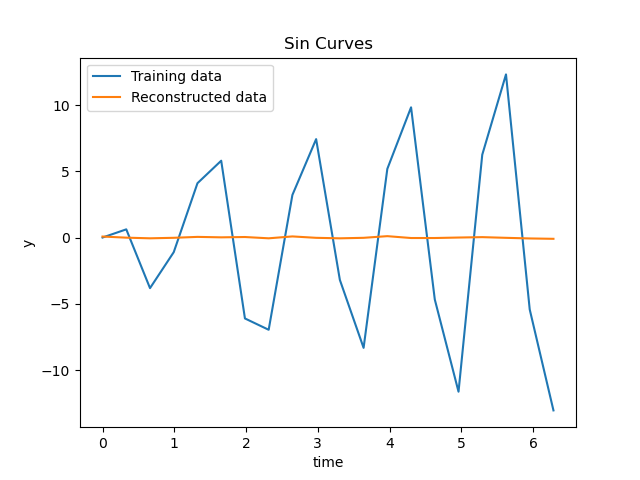 Sin Curves
Training data
Reconstructed data
10
5
0
−5
−10
y
0 1 2 3 4 5 6
time